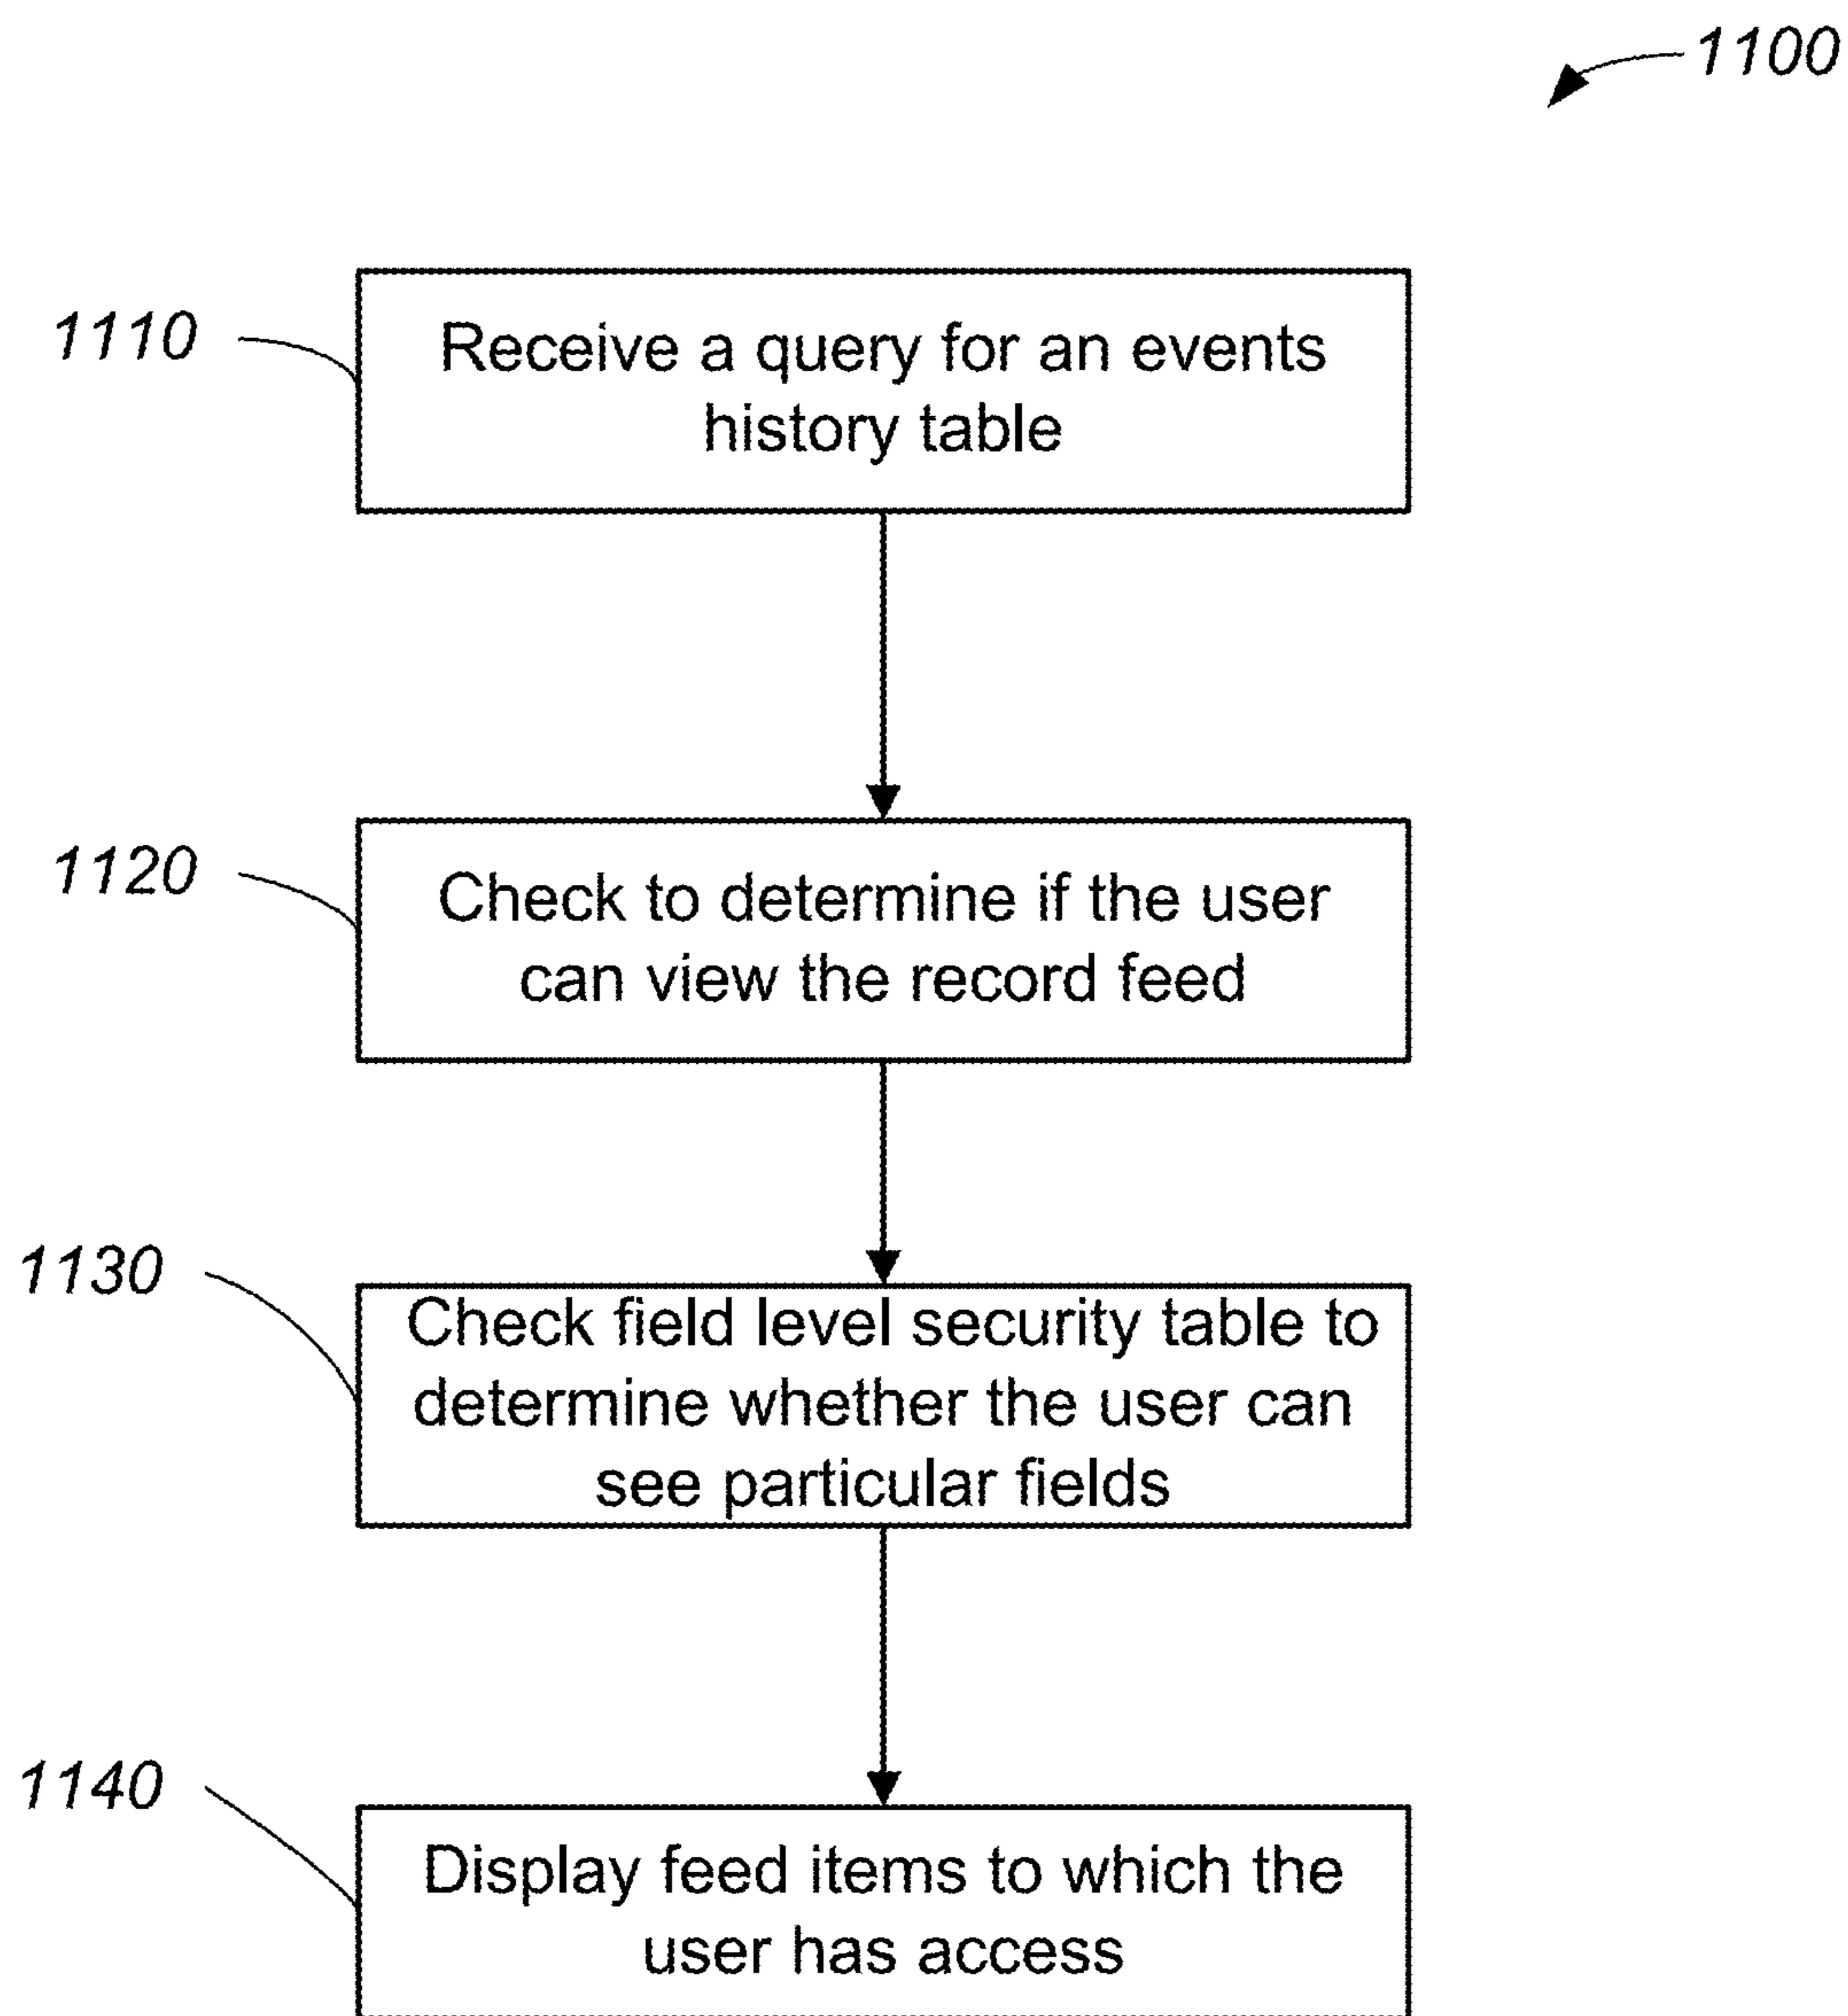 1100
1110
Receive a query for an events
history table
1120
Check to determine if the user
can view the record feed
1130
Check field level security table to
determine whether the user can
see particular fields
1140
Display feed items to which the
user has access